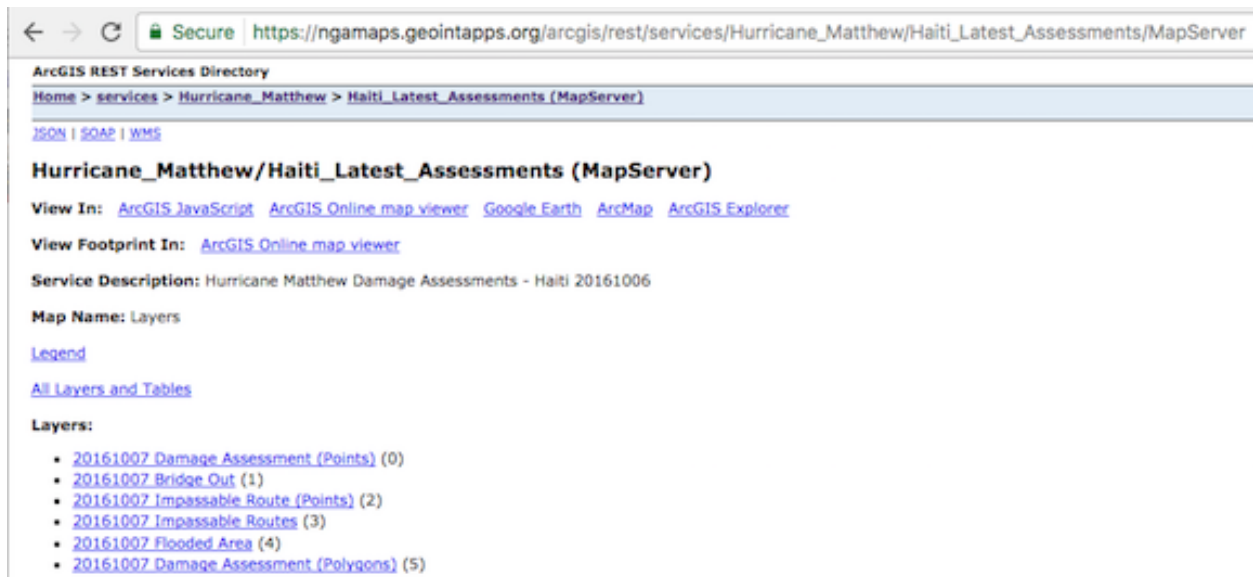 Secure https://ngamaps.geointapps.org/arcgis/rest/services/Hurricane_Matthew/Haiti_Latest_Assessments/MapServer
ArcGIS REST Services Directory
Home > services > Hurricane_Matthew > Haiti_Latest_Assessments (MapServer)
JSON | SOAP | WMS
Hurricane_Matthew/Haiti_Latest_Assessments (MapServer)
View In: ArcGIS JavaScript ArcGIS Online map viewer Google Earth ArcMap ArcGIS Explorer
View Footprint In: ArcGIS Online map viewer
Service Description: Hurricane Matthew Damage Assessments - Haiti 20161006
Map Name: Layers
Legend
All Layers and Tables
Layers:
• 20161007 Damage Assessment (Points) (0)
• 20161007 Bridge Out (1)
• 20161007 Impassable Route (Points) (2)
• 20161007 Impassable Routes (3)
• 20161007 Flooded Area (4)
• 20161007 Damage Assessment (Polygons) (5)